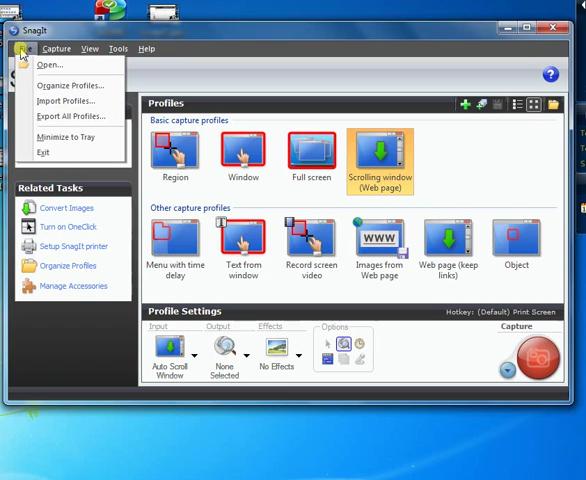 SnagIt
File Capture View Tools Help
Open...
Organize Profiles...
Import Profiles...
Export All Profiles...
Minimize to Tray
Exit
Related Tasks
Convert Images
Turn on OneClick
Setup SnagIt printer
Organize Profiles
Manage Accessories
Profiles
Basic capture profiles
Region
Window
Full screen
Scrolling window
(Web page)
Other capture profiles
Menu with time
delay
Text from
window
Record screen
video
WWW
Images from
Web page
Web page (keep
links)
Object
Profile Settings
Hotkey: (Default) Print Screen
Input
Output
Effects
Options
Capture
Auto Scroll
Window
None
Selected
No Effects